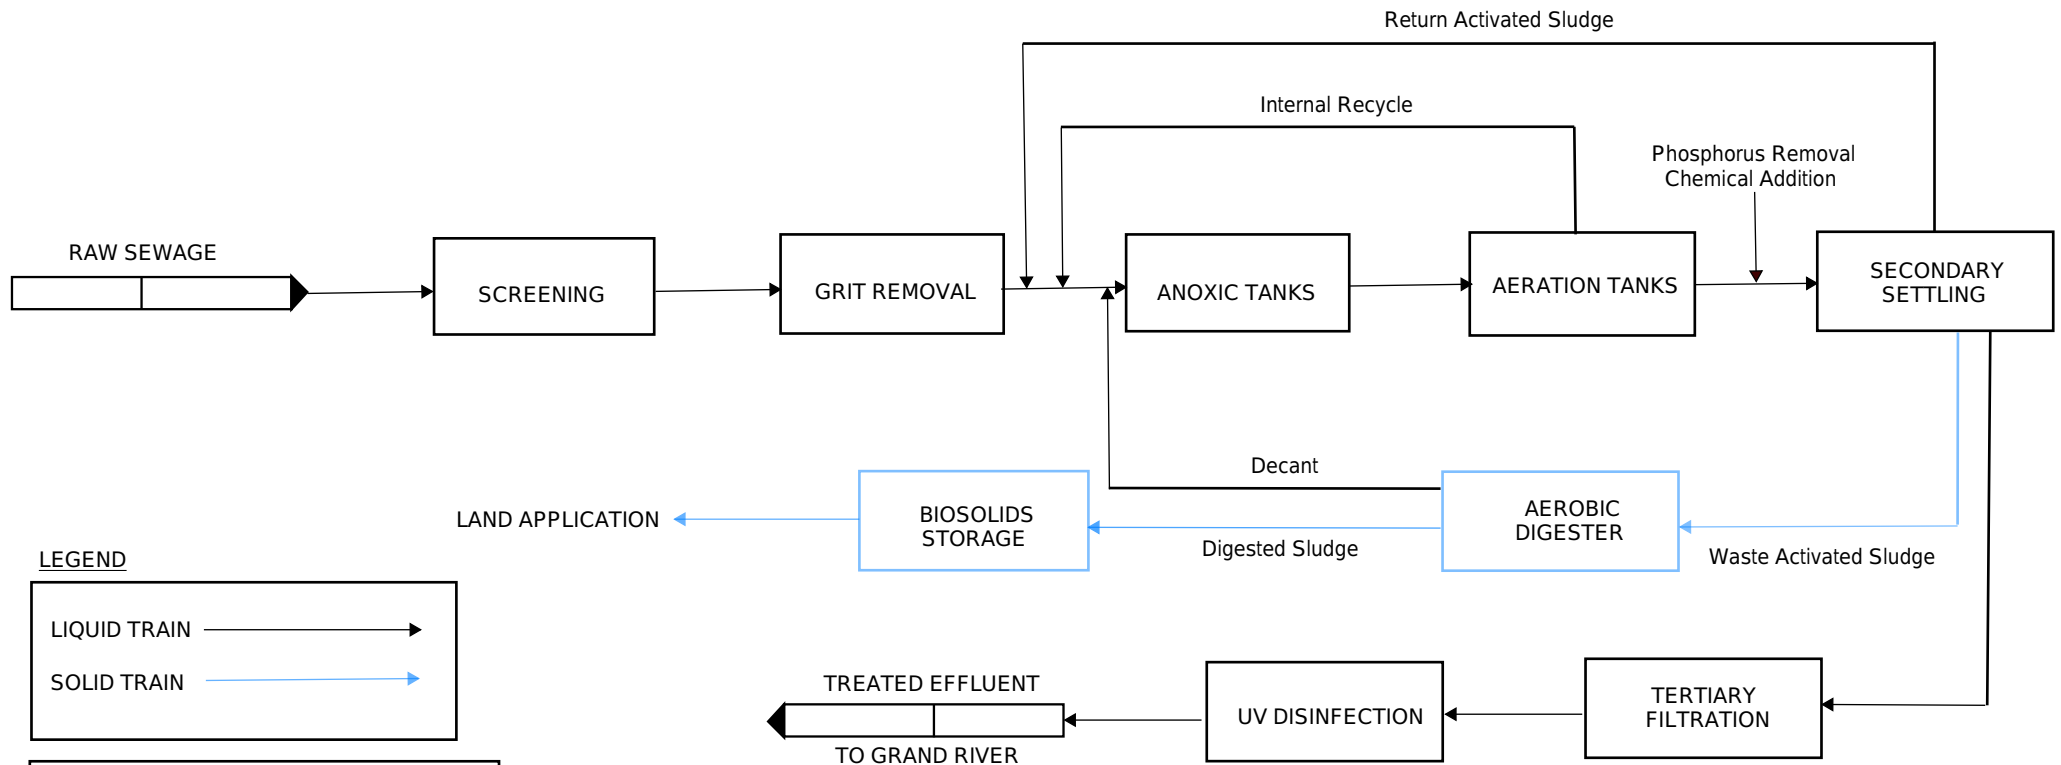 Return Activated Sludge
Internal Recycle
Phosphorus Removal
Chemical Addition
RAW SEWAGE
SCREENING
GRIT REMOVAL
ANOXIC TANKS
AERATION TANKS
SECONDARY
SETTLING
Decant
LAND APPLICATION
BIOSOLIDS
STORAGE
Digested Sludge
AEROBIC
DIGESTER
Waste Activated Sludge
LEGEND
LIQUID TRAIN
SOLID TRAIN
TREATED EFFLUENT
TO GRAND RIVER
UV DISINFECTION
TERTIARY
FILTRATION